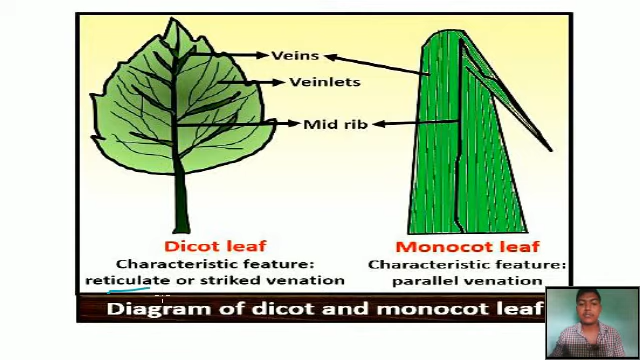 Veins
Veinlets
Mid rib
Dicot leaf
Characteristic feature:
reticulate or striked venation
Monocot leaf
Characteristic feature:
parallel venation
Diagram of dicot and monocot leaf